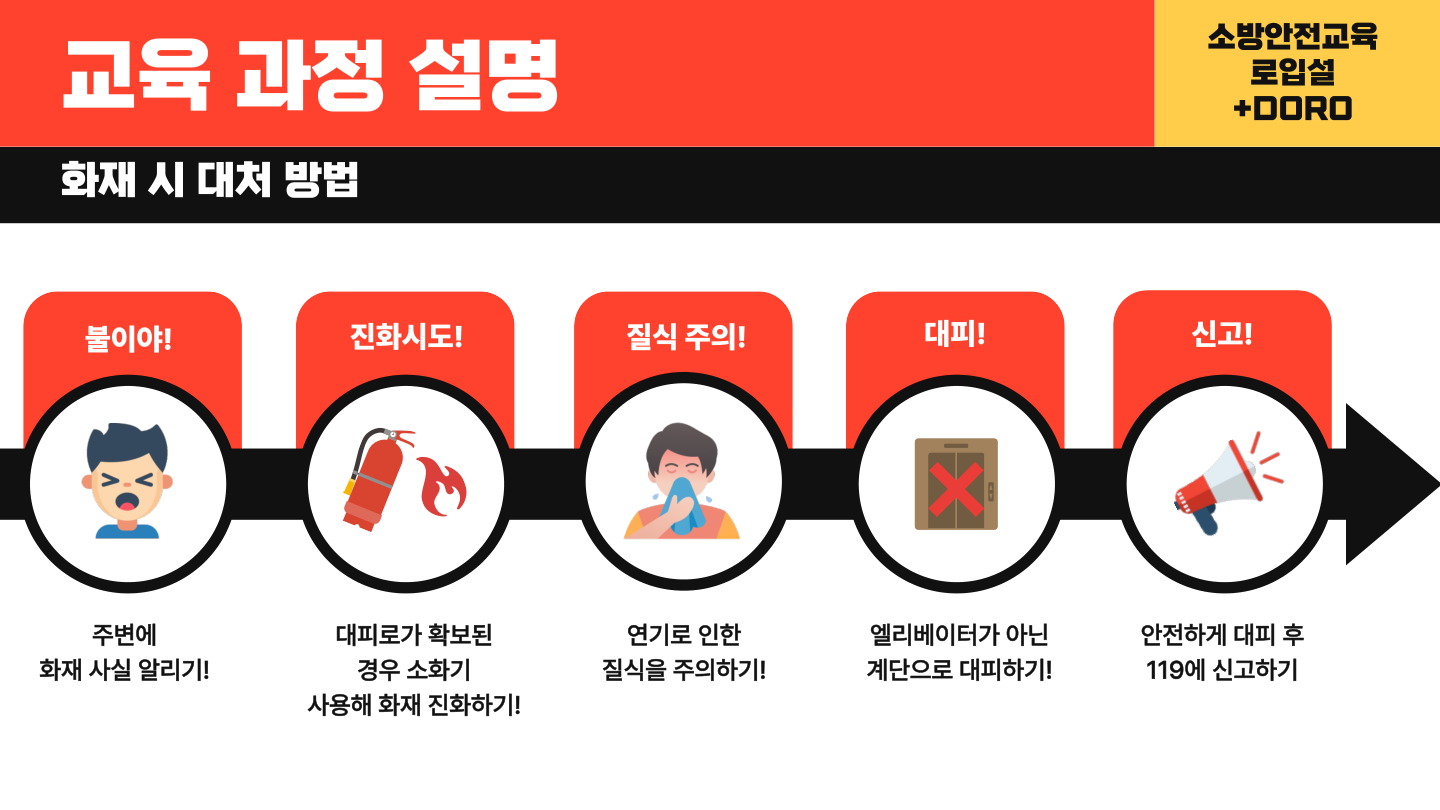 교육 과정 설명
소방안전교육
로입설
+DORO
화재 시 대처 방법
불이야!
진화시도!
질식 주의!
대피!
신고!
주변에
화재 사실 알리기!
대피로가 확보된
경우 소화기
사용해 화재 진화하기!
연기로 인한
질식을 주의하기!
엘리베이터가 아닌
계단으로 대피하기!
안전하게 대피 후
119에 신고하기